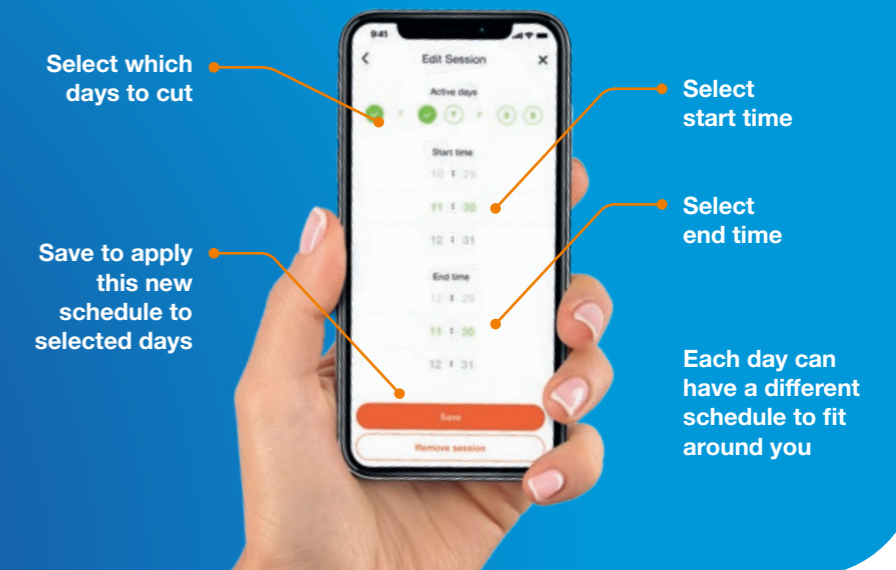 Select which
days to cut
Save to apply
this new
schedule to
selected days
9:41
Edit Session
Active days
T T F S S
Start time
10 : 29
11 : 30
12 : 31
End time
: 29
11 : 30
12 : 31
Save
Remove session
Select
start time
Select
end time
Each day can
have a different
schedule to fit
around you